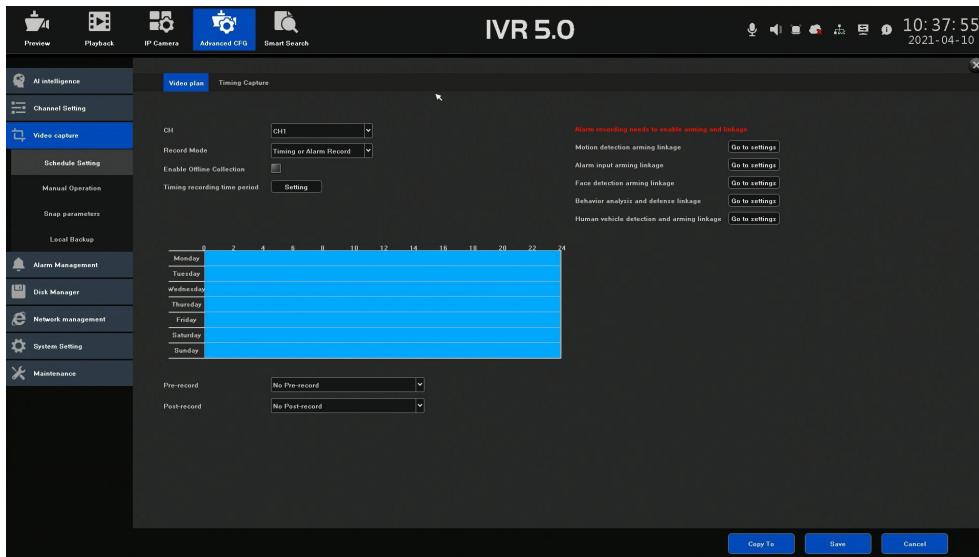 IVR 5.0
10:37:55
2021-04-10
Preview
Playback
IP Camera
Advanced CFG
Smart Search
AI intelligence
Channel Setting
Video capture
Schedule Setting
Manual Operation
Snap parameters
Local Backup
Alarm Management
Disk Manager
Network management
System Setting
Maintenance
Video plan
Timing Capture
CH
CH1
Record Mode
Timing or Alarm Record
Enable Offline Collection
Timing recording time period
Setting
Alarm recording needs to enable arming and linkage
Motion detection arming linkage
Go to settings
Alarm input arming linkage
Go to settings
Face detection arming linkage
Go to settings
Behavior analysis and defense linkage
Go to settings
Human vehicle detection and arming linkage
Go to settings
0 2 4 6 8 10 12 14 16 18 20 22 24
Monday
Tuesday
Wednesday
Thursday
Friday
Saturday
Sunday
Pre-record
No Pre-record
Post-record
No Post-record
Copy To
Save
Cancel